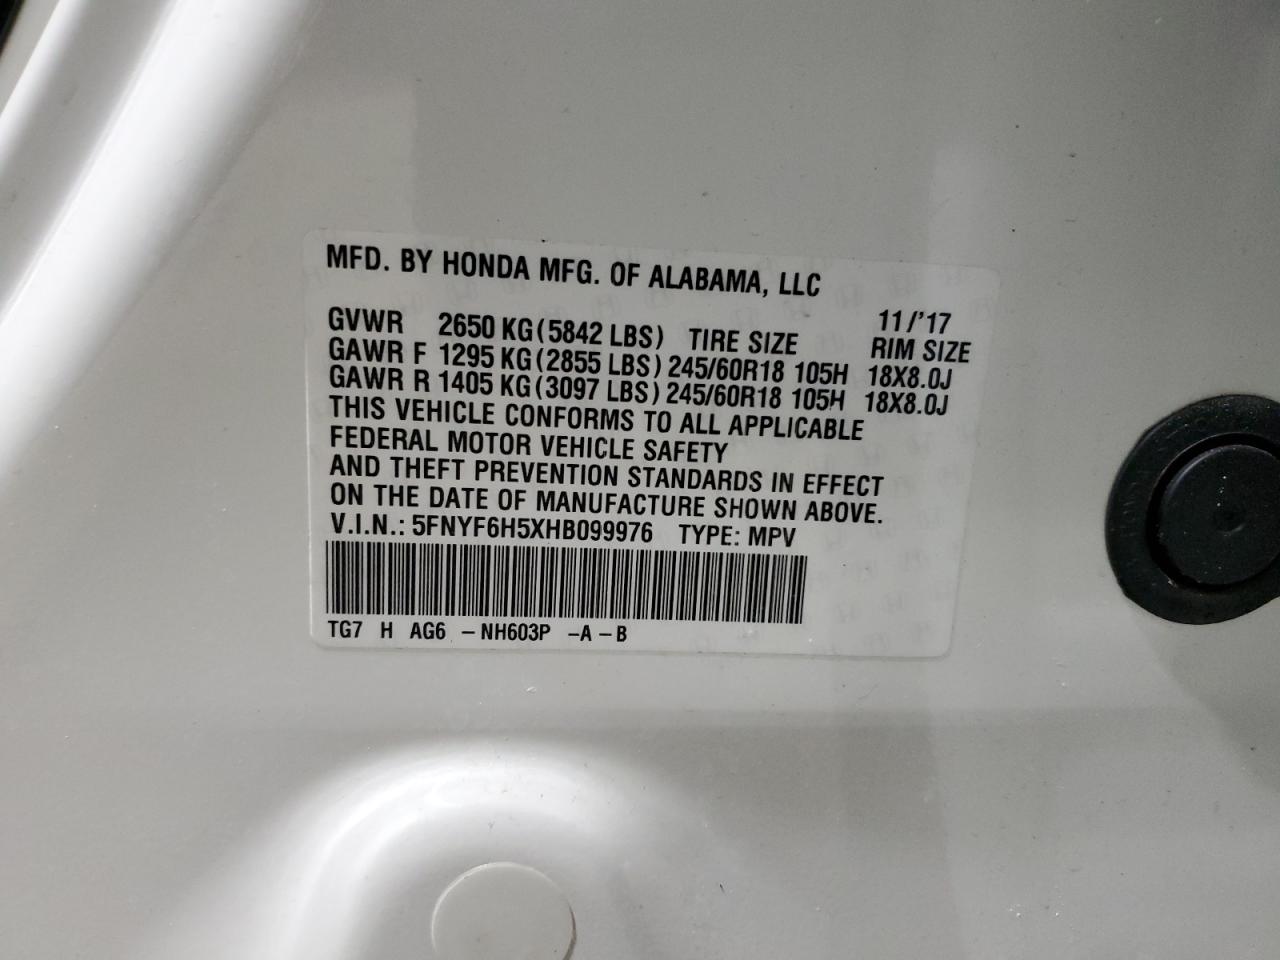 MFD. BY HONDA MFG. OF ALABAMA, LLC
11/'17
GVWR 2650 KG (5842 LBS) TIRE SIZE RIM SIZE
GAWR F 1295 KG (2855 LBS) 245/60R18 105H 18X8.0J
GAWR R 1405 KG (3097 LBS) 245/60R18 105H 18X8.0J
THIS VEHICLE CONFORMS TO ALL APPLICABLE
FEDERAL MOTOR VEHICLE SAFETY
AND THEFT PREVENTION STANDARDS IN EFFECT
ON THE DATE OF MANUFACTURE SHOWN ABOVE.
V.I.N.: 5FNYF6H5XHB099976 TYPE: MPV
TG7 H AG6 – NH603P –A – B